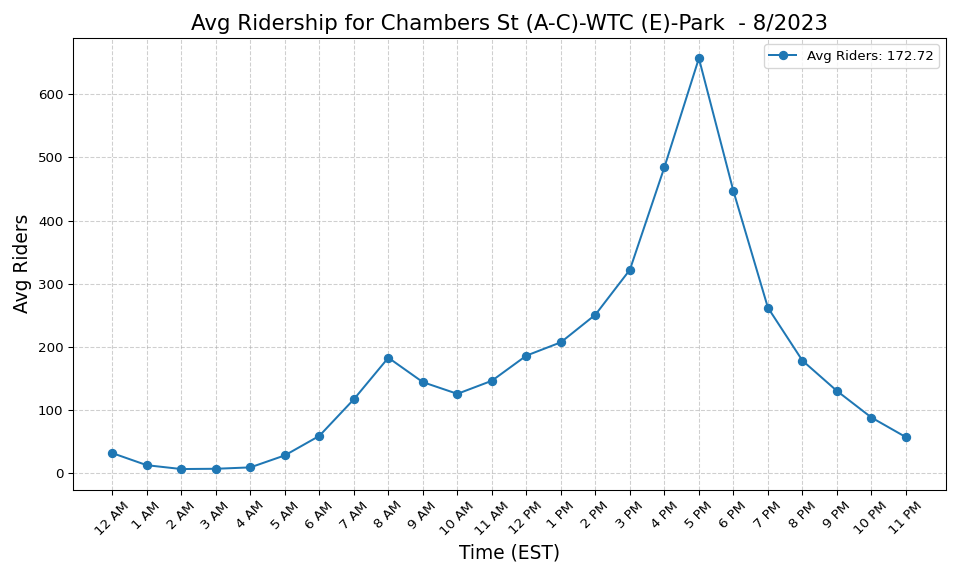 Avg Ridership for Chambers St (A-C)-WTC (E)-Park  - 8/2023
Avg Riders: 172.72
Avg Riders
600
500
400
300
200
100
0
12 AM
1 AM
2 AM
3 AM
4 AM
5 AM
6 AM
7 AM
8 AM
9 AM
10 AM
11 AM
12 PM
1 PM
2 PM
3 PM
4 PM
5 PM
6 PM
7 PM
8 PM
9 PM
10 PM
11 PM
Time (EST)